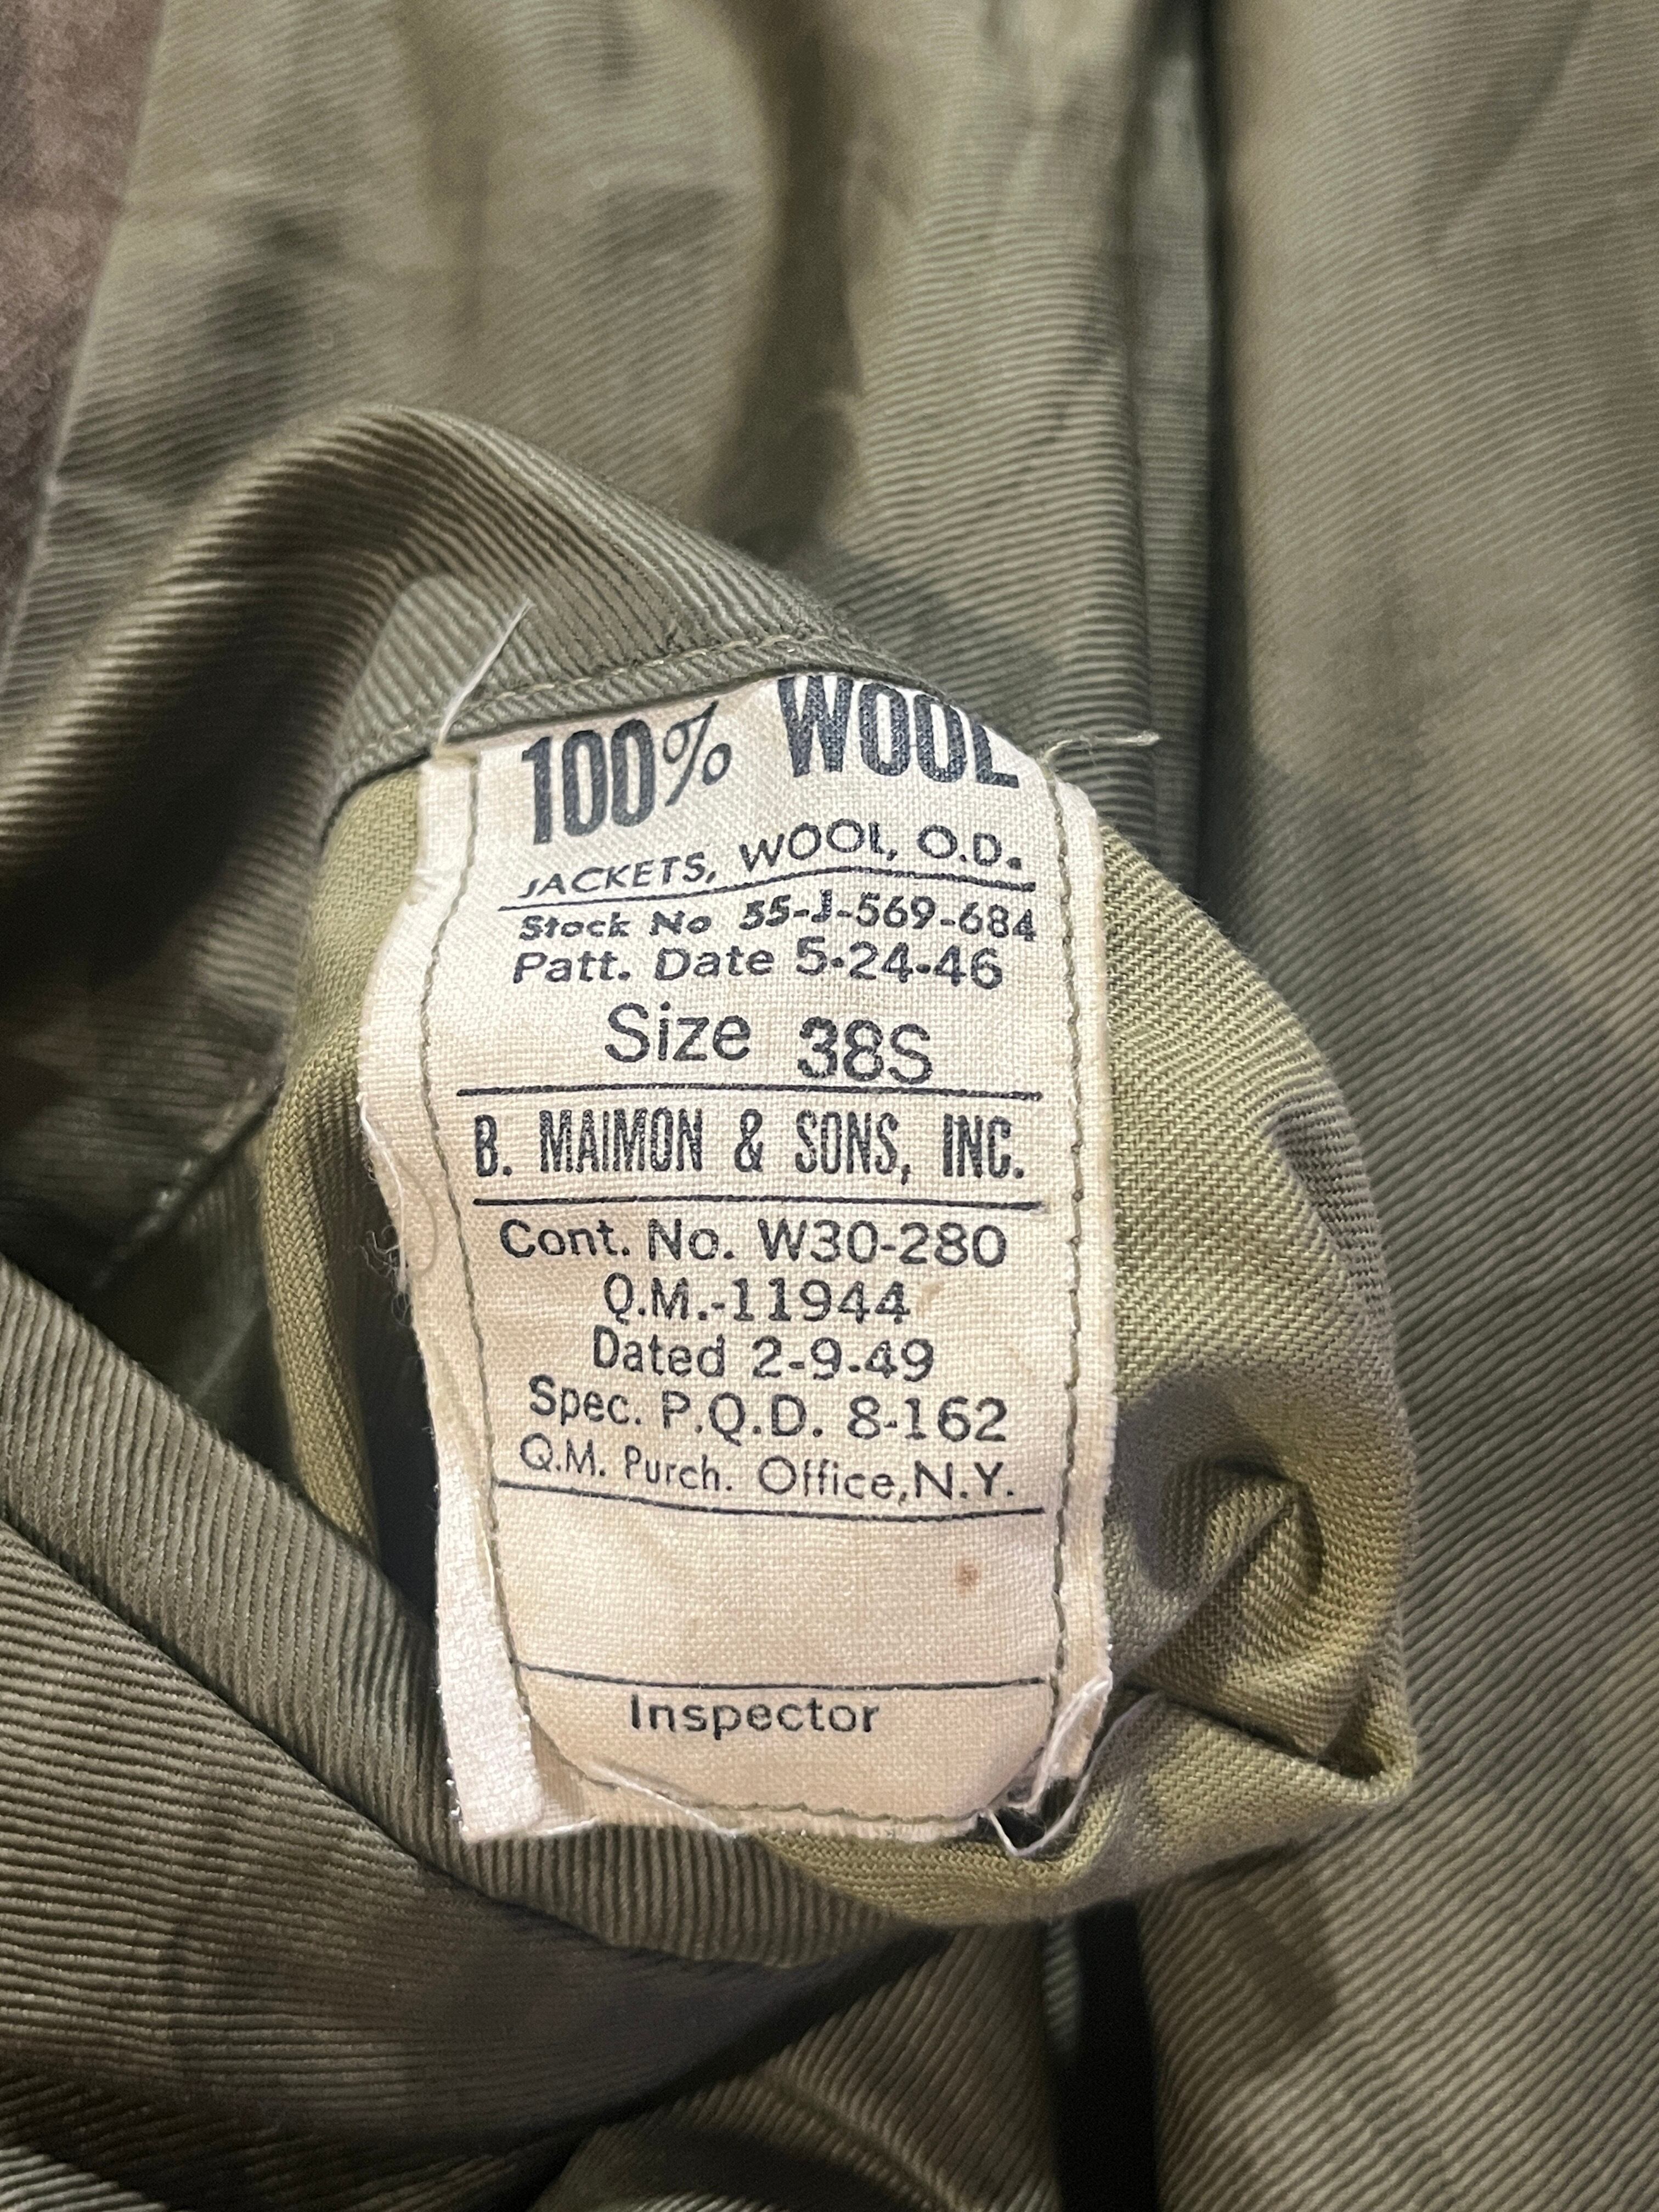 100% WOOL
JACKETS, WOOL, O.D.
Stock No 55-J-569-684
Patt. Date 5-24-46
Size 38S
B. MAIMON & SONS, INC.
Cont. No. W30-280
Q.M.-11944
Dated 2-9-49
Spec. P.Q.D. 8-162
Q.M. Purch. Office,N.Y.
Inspector